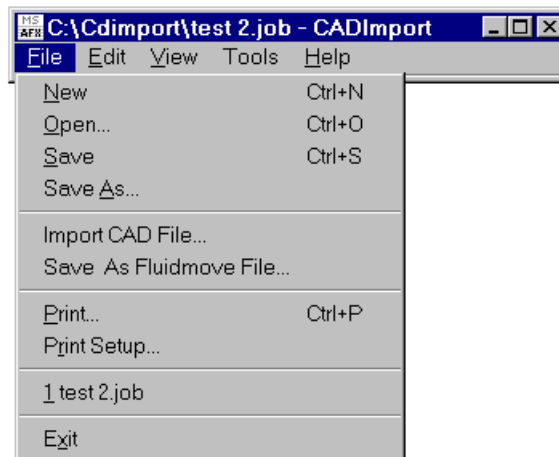 MS AFX C:\Cdimport\test 2.job - CADImport
File Edit View Tools Help
New Ctrl+N
Open... Ctrl+O
Save Ctrl+S
Save As...
Import CAD File...
Save  As Fluidmove File...
Print... Ctrl+P
Print Setup...
1 test 2.job
Exit